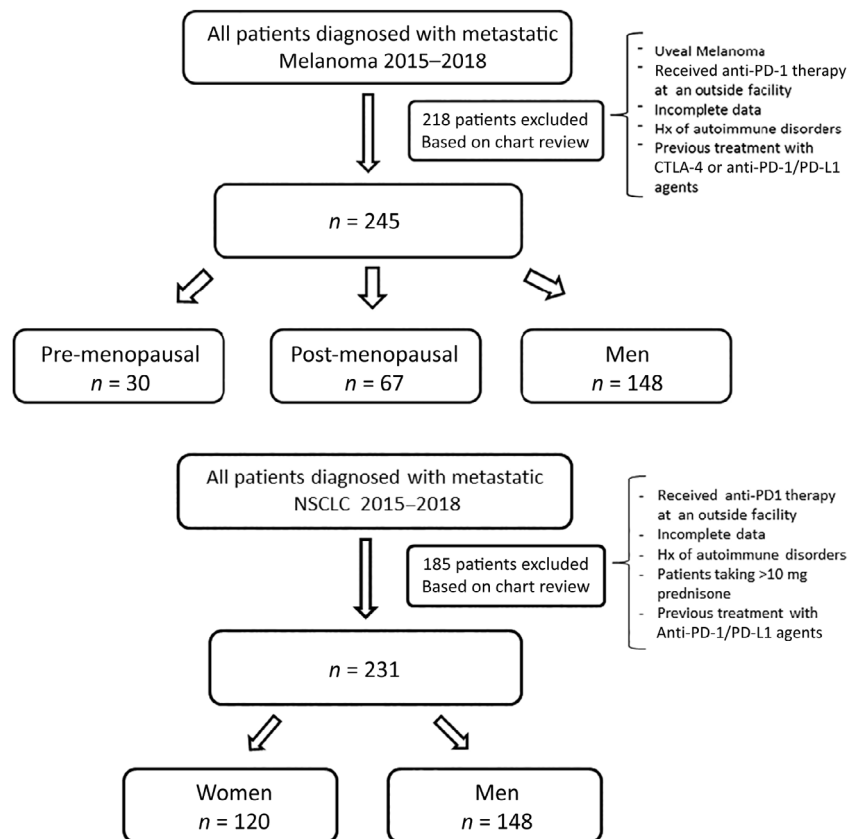 All patients diagnosed with metastatic
Melanoma 2015–2018
218 patients excluded
Based on chart review
- Uveal Melanoma
- Received anti-PD-1 therapy
at an outside facility
- Incomplete data
- Hx of autoimmune disorders
- Previous treatment with
CTLA-4 or anti-PD-1/PD-L1
agents
n = 245
Pre-menopausal
n = 30
Post-menopausal
n = 67
Men
n = 148
All patients diagnosed with metastatic
NSCLC 2015–2018
185 patients excluded
Based on chart review
- Received anti-PD1 therapy
at an outside facility
- Incomplete data
- Hx of autoimmune disorders
- Patients taking >10 mg
prednisone
- Previous treatment with
Anti-PD-1/PD-L1 agents
n = 231
Women
n = 120
Men
n = 148